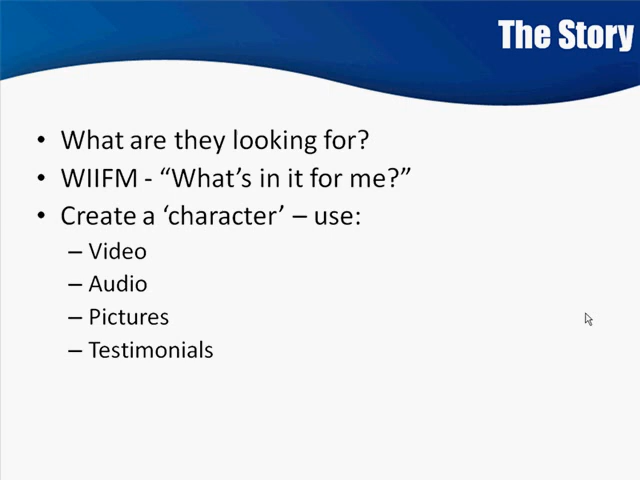 The Story
• What are they looking for?
• WIIFM - “What’s in it for me?”
• Create a ‘character’ – use:
– Video
– Audio
– Pictures
– Testimonials